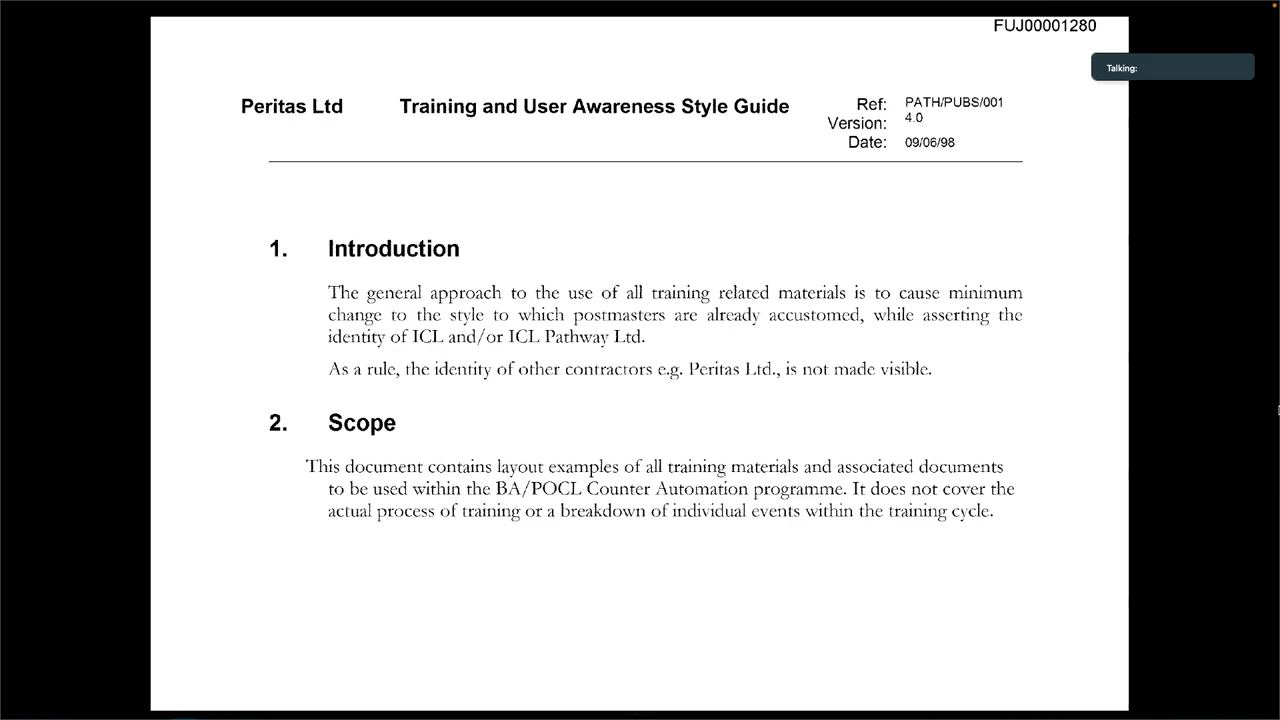 FUJ00001280
Talking:
Peritas Ltd Training and User Awareness Style Guide Ref: PATH/PUBS/001
Version: 4.0
Date: 09/06/98
1. Introduction
The general approach to the use of all training related materials is to cause minimum
change to the style to which postmasters are already accustomed, while asserting the
identity of ICL and/or ICL Pathway Ltd.
As a rule, the identity of other contractors e.g. Peritas Ltd., is not made visible.
2. Scope
This document contains layout examples of all training materials and associated documents
to be used within the BA/POCL Counter Automation programme. It does not cover the
actual process of training or a breakdown of individual events within the training cycle.